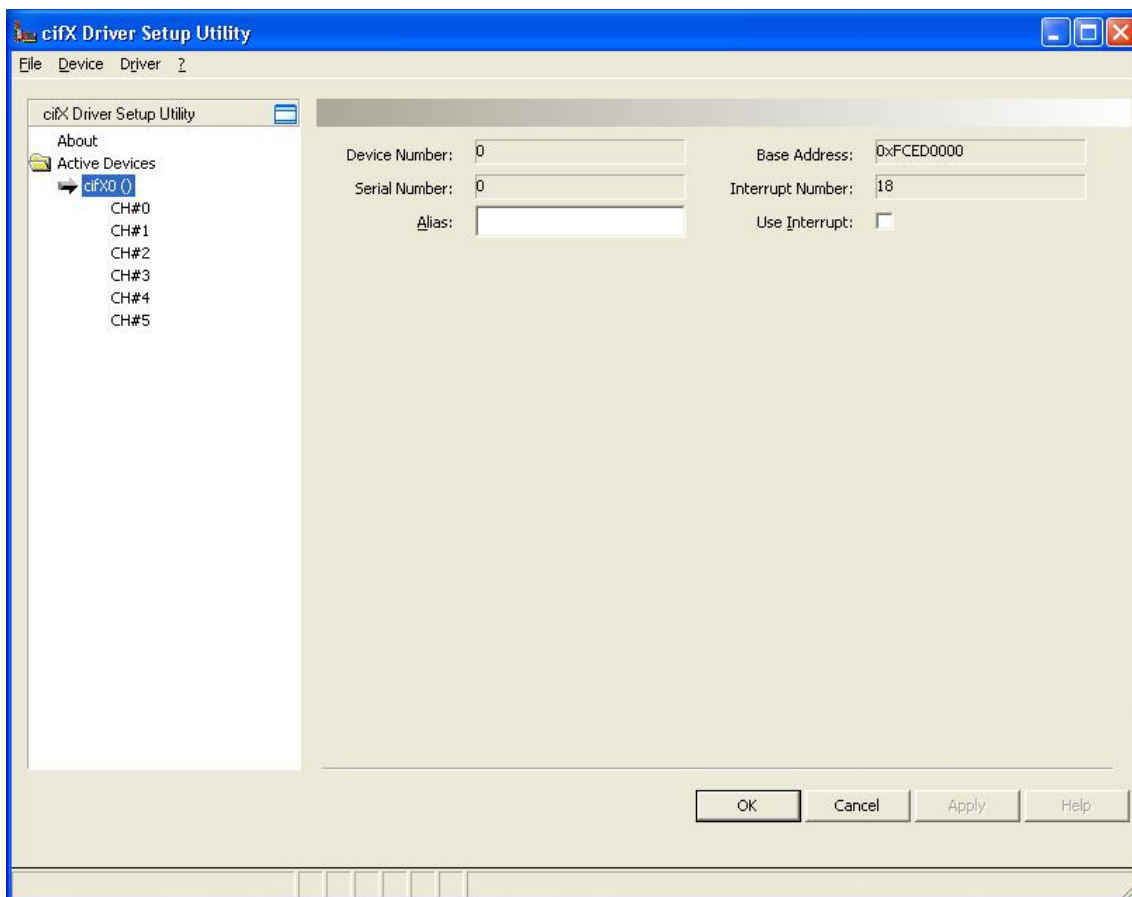 cifX Driver Setup Utility
File Device Driver ?
cifX Driver Setup Utility
About
Active Devices
cifX0 ()
CH#0
CH#1
CH#2
CH#3
CH#4
CH#5
Device Number: 0 Base Address: 0xFCED0000
Serial Number: 0 Interrupt Number: 18
Alias: Use Interrupt:
OK Cancel Apply Help